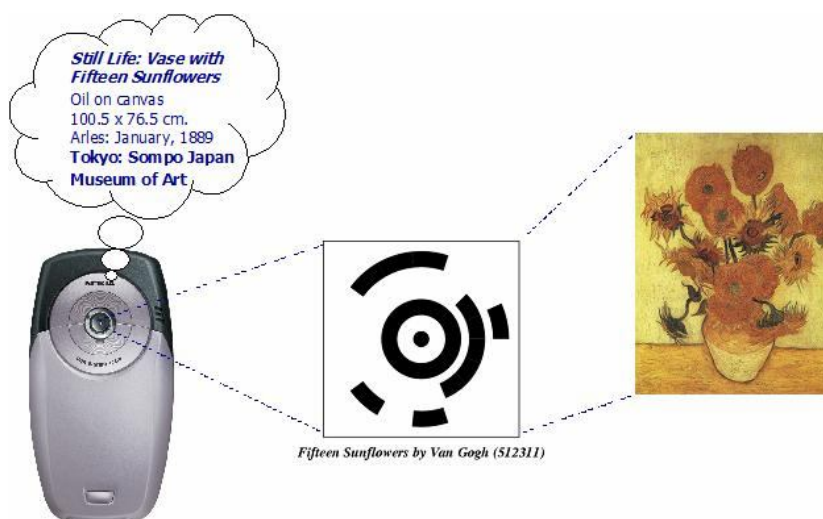 Still Life: Vase with
Fifteen Sunflowers
Oil on canvas
100.5 x 76.5 cm.
Arles: January, 1889
Tokyo: Sompo Japan
Museum of Art
Fifteen Sunflowers by Van Gogh (512311)